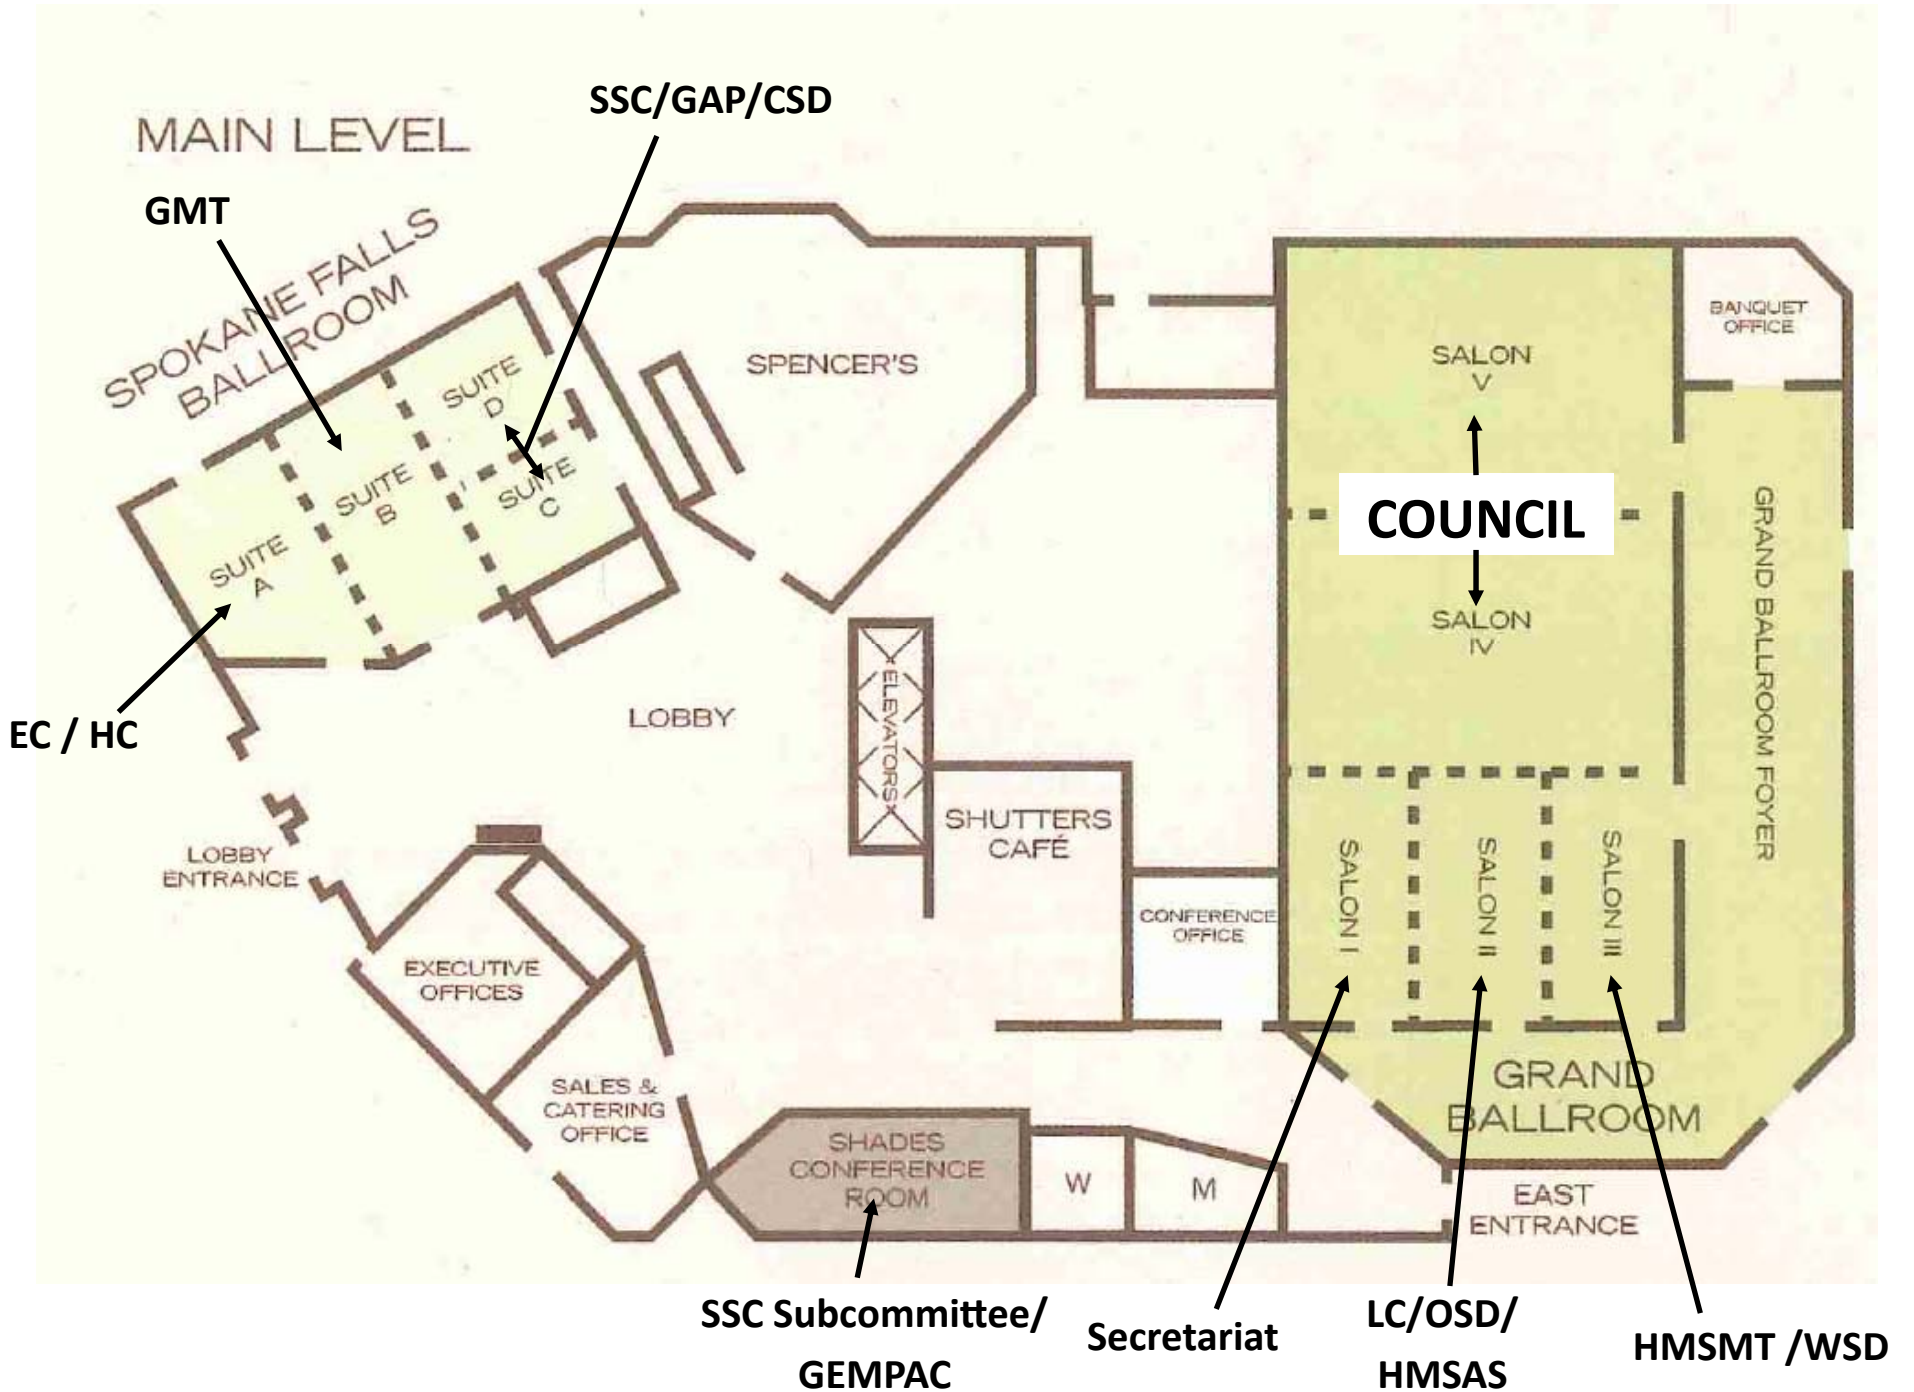 SSC/GAP/CSD
MAIN LEVEL
GMT
SPOKANE FALLS
BALLROOM
SUITE
D
SUITE
C
SUITE
B
SUITE
A
EC / HC
SPENCER'S
LOBBY
ELEVATORS
SHUTTERS
CAFÉ
LOBBY
ENTRANCE
EXECUTIVE
OFFICES
SALES &
CATERING
OFFICE
CONFERENCE
OFFICE
SALON
V
COUNCIL
SALON
IV
BANQUET
OFFICE
GRAND BALLROOM FOYER
SALON I
SALON II
SALON III
GRAND
BALLROOM
SHADES
CONFERENCE
ROOM
W
M
EAST
ENTRANCE
SSC Subcommittee/
GEMPAC
Secretariat
LC/OSD/
HMSAS
HMSMT /WSD